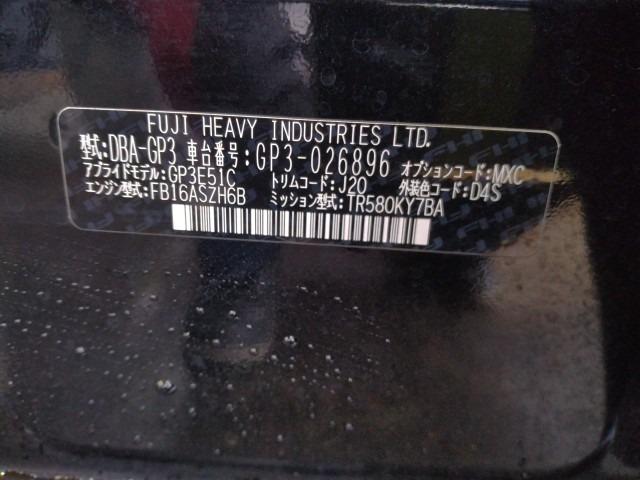 FUJI HEAVY INDUSTRIES LTD.
型式:DBA-GP3 車台番号:GP3-026896 オプションコード:MXC
アプライドモデル:GP3E51C トリムコード:J20 外装色コード:D4S
エンジン型式:FB16ASZH6B ミッション型式:TR580KY7BA